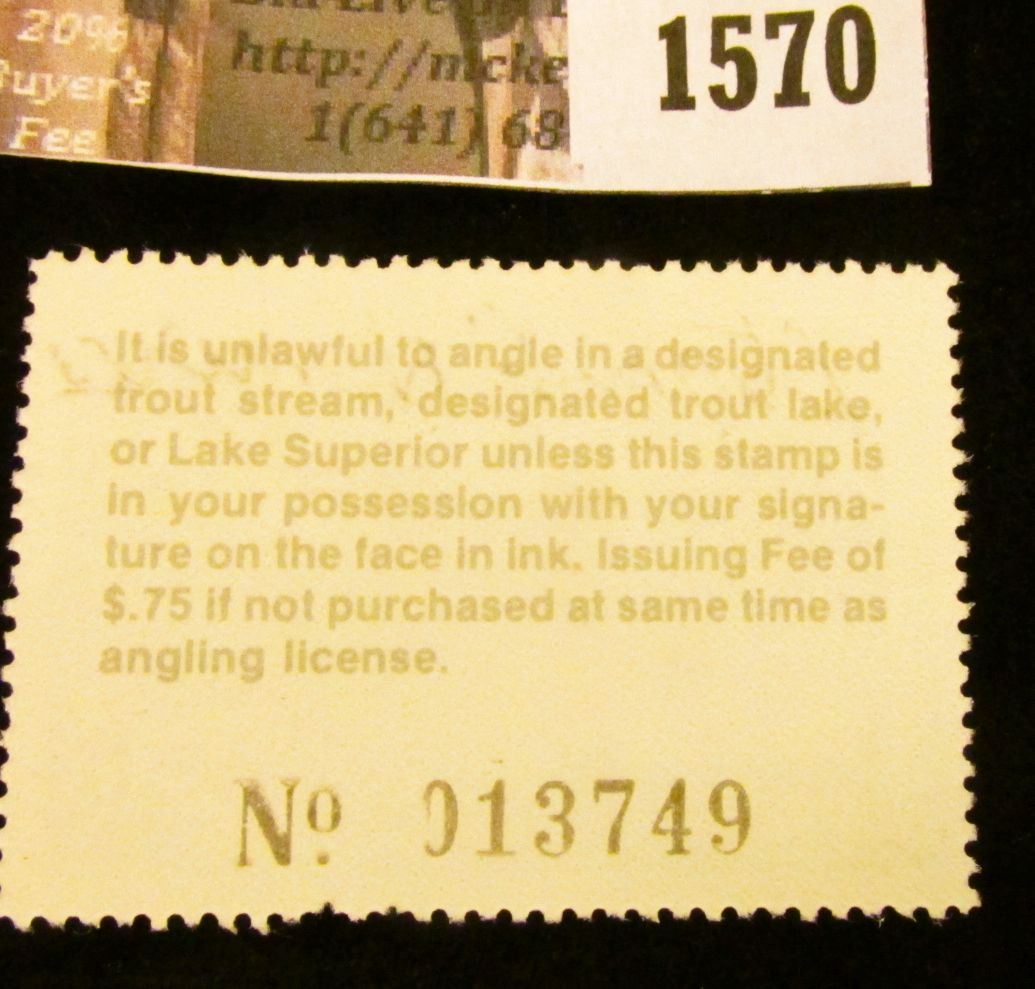 20%
Buyer's
Fee
http://mcke
1(641) 68
1570
It is unlawful to angle in a designated
trout stream, designated trout lake,
or Lake Superior unless this stamp is
in your possession with your signa-
ture on the face in ink. Issuing Fee of
$.75 if not purchased at same time as
angling license.
No. 013749